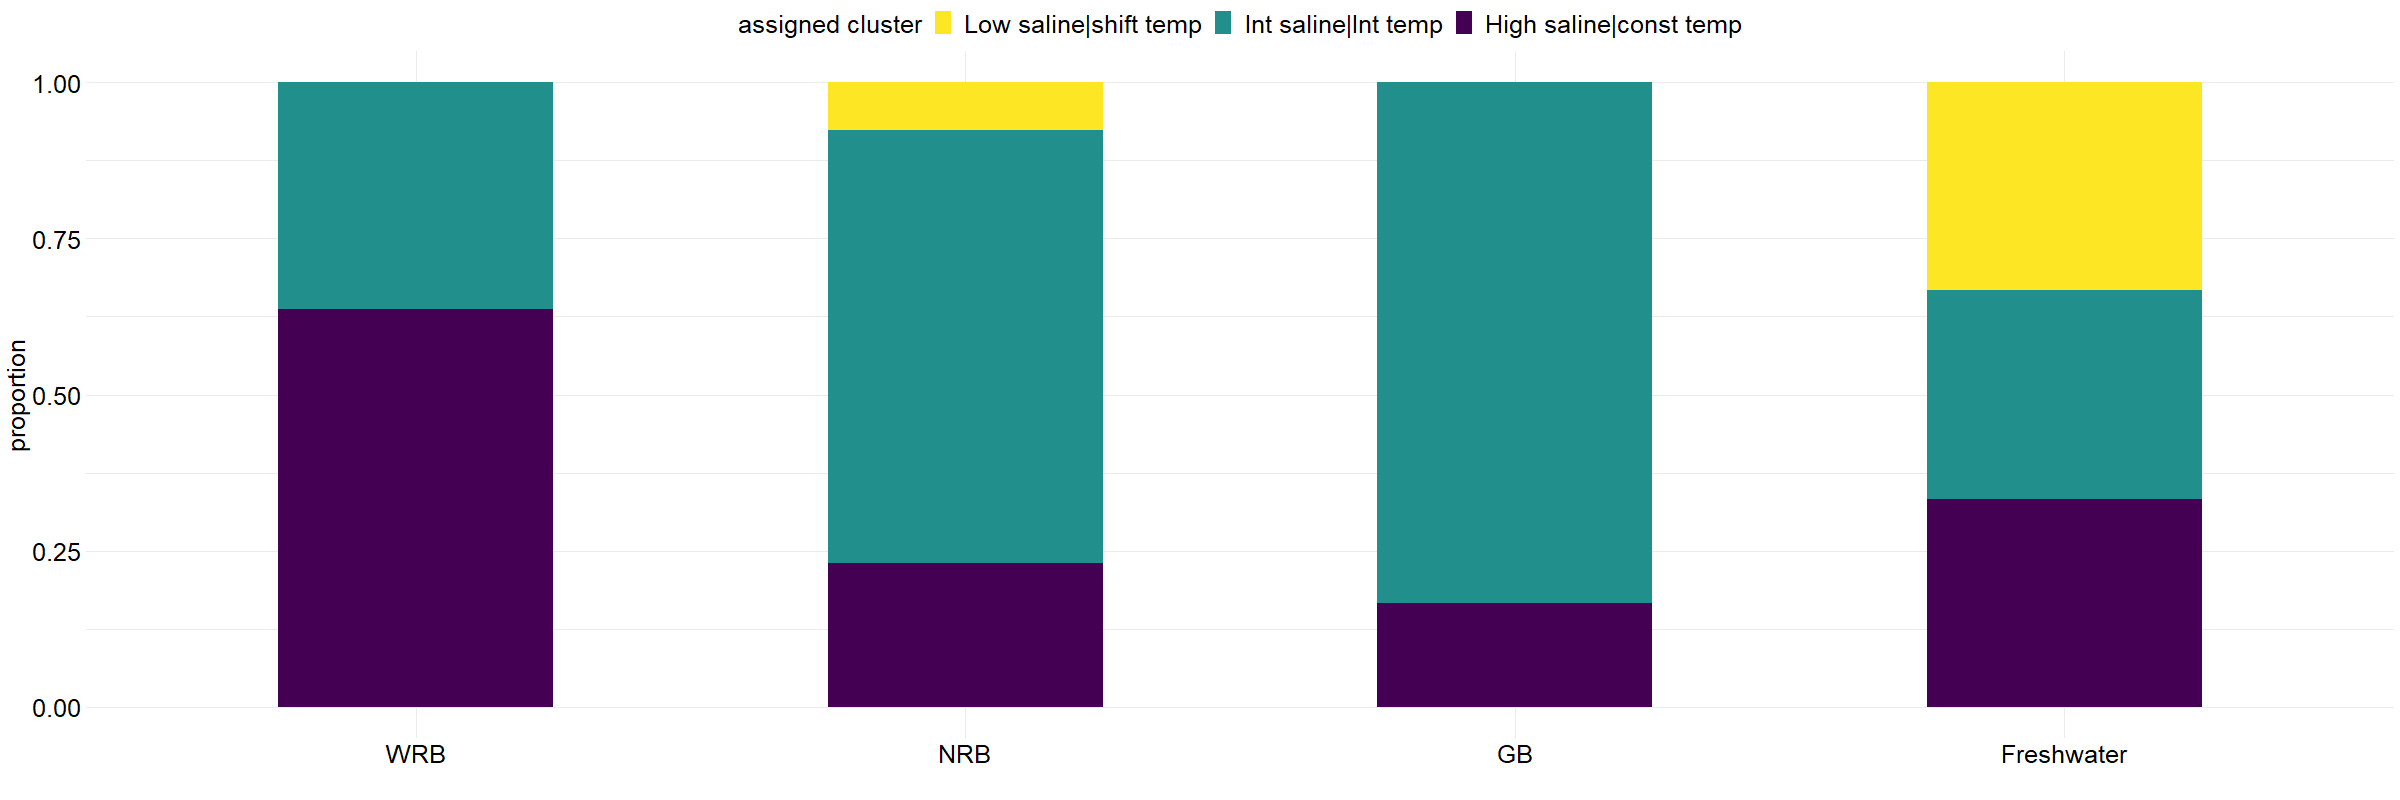 assigned cluster Low saline|shift temp Int saline|Int temp High saline|const temp
1.00
0.75
0.50
0.25
0.00
proportion
WRB NRB GB Freshwater